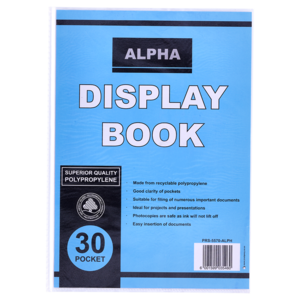 ALPHA
DISPLAY
BOOK
SUPERIOR QUALITY
POLYPROPYLENE
30
POCKET
- Made from recyclable polypropylene
- Good clarity of pockets
- Suitable for filing of numerous important documents
- Ideal for projects and presentations
- Photocopies are safe as ink will not lift off
- Easy insertion of documents